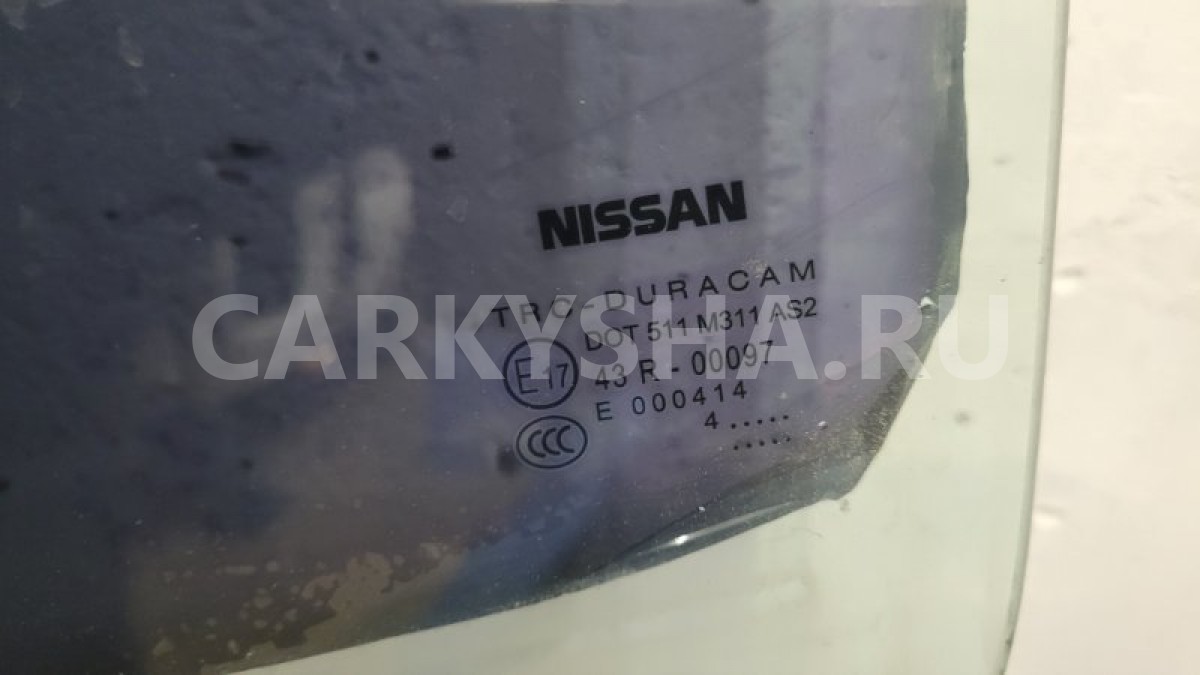 NISSAN
TRC-DURACAM
DOT 511 M311 AS2
E17
43 R - 00097
E 000414
CCC
4 .....
.....
CARKYSHA.RU